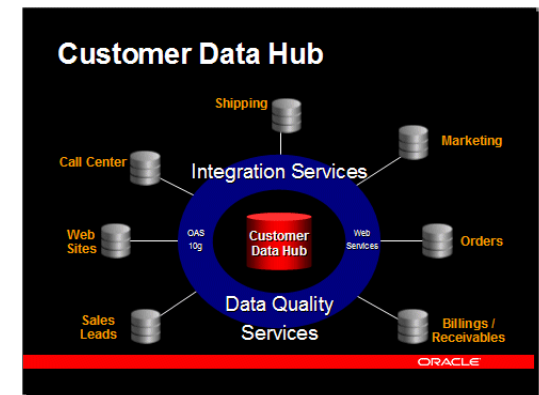 Customer Data Hub
Shipping
Marketing
Call Center
Integration Services
Web
Sites
OAS
10g
Customer
Data Hub
Web
Services
Orders
Data Quality
Services
Sales
Leads
Billings /
Receivables
ORACLE